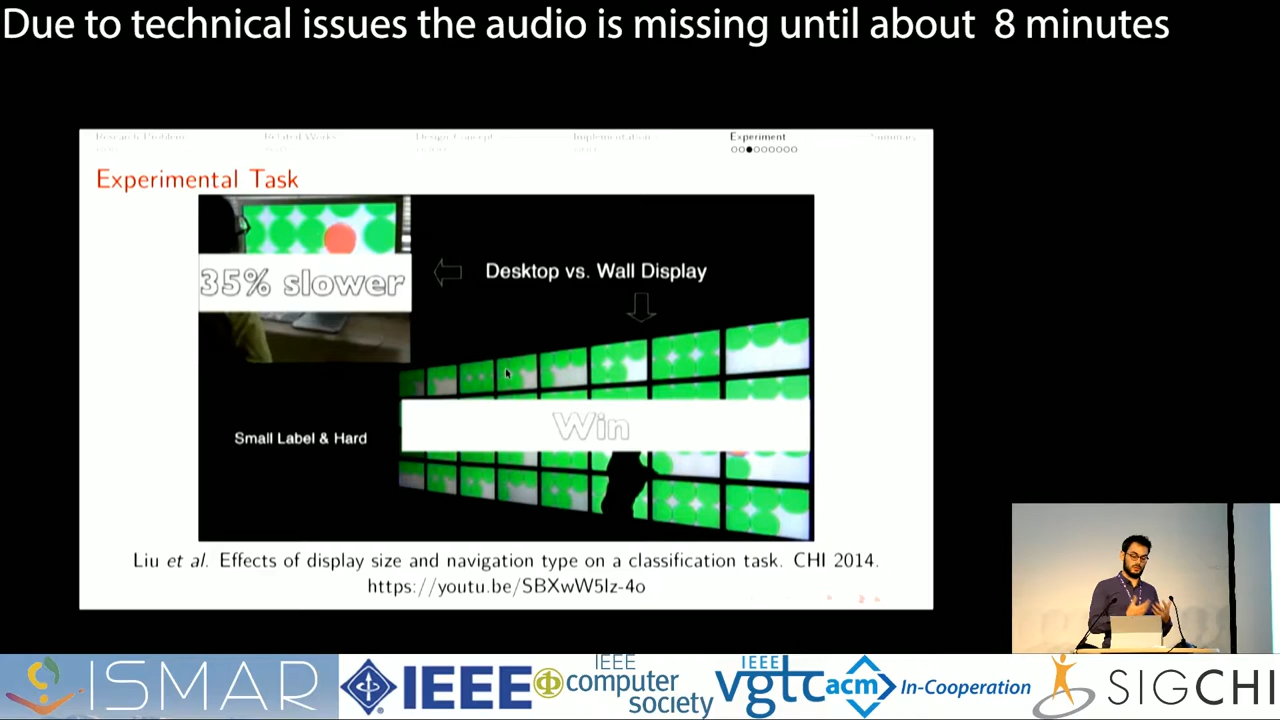 Due to technical issues the audio is missing until about 8 minutes
Research Problem Related Works Design Concept Implementation Experiment Summary
Experimental Task
35% slower
Desktop vs. Wall Display
Win
Small Label & Hard
Liu et al. Effects of display size and navigation type on a classification task. CHI 2014.
https://youtu.be/SBXwW5Iz-4o
ISMAR IEEE IEEE computer society IEEE vgtc acm In-Cooperation SIGCHI